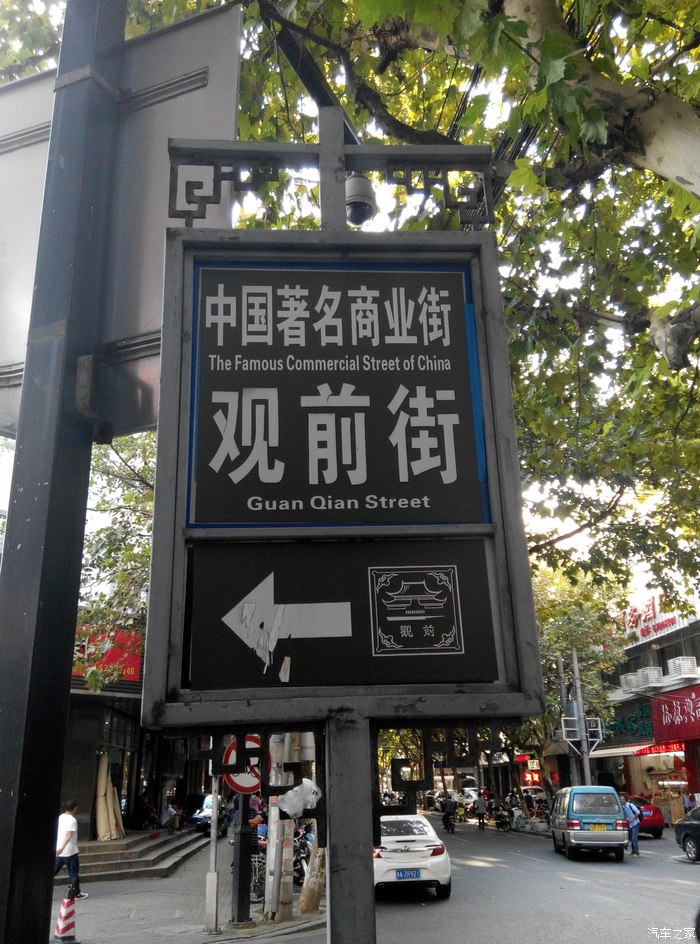 中国著名商业街
The Famous Commercial Street of China
观前街
Guan Qian Street
觀前
汽车之家